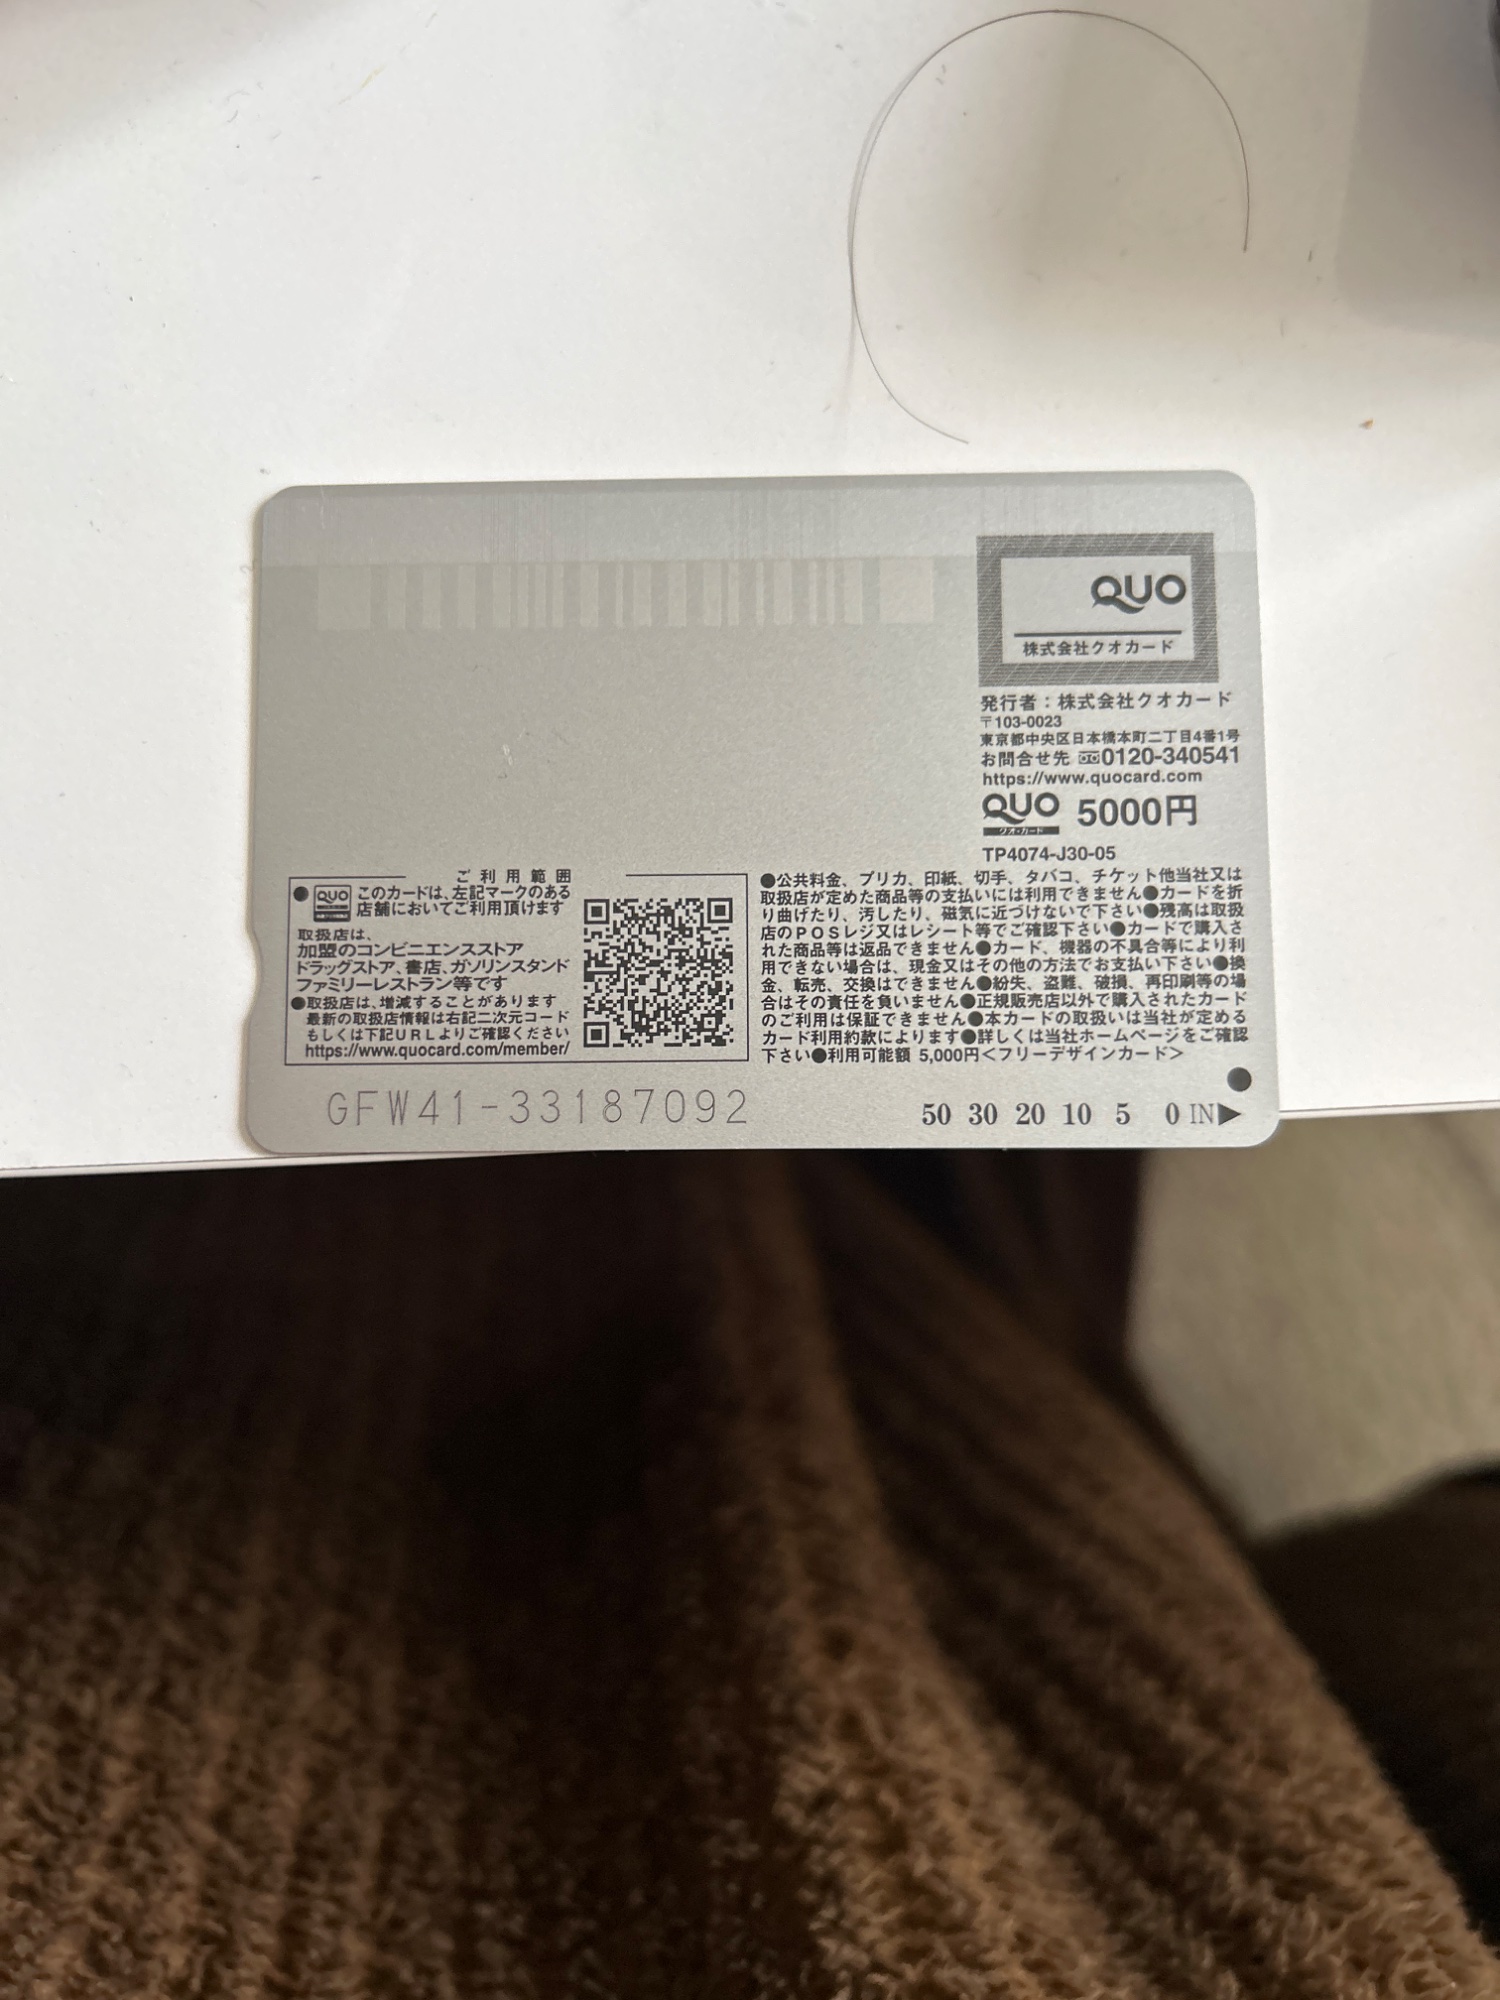 QUO
株式会社クオカード
発行者：株式会社クオカード
〒103-0023
東京都中央区日本橋本町二丁目4番1号
お問合せ先 0120-340541
https://www.quocard.com
QUO 5000円
クオ・カード
TP4074-J30-05
ご利用範囲
●QUO このカードは、左記マークのある
店舗においてご利用頂けます
取扱店は、
加盟のコンビニエンスストア
ドラッグストア、書店、ガソリンスタンド
ファミリーレストラン等です
●取扱店は、増減することがあります
最新の取扱店情報は右記二次元コード
もしくは下記URLよりご確認ください
https://www.quocard.com/member/
●公共料金、プリカ、印紙、切手、タバコ、チケット他当社又は
取扱店が定めた商品等の支払いには利用できません●カードを折
り曲げたり、汚したり、磁気に近づけないで下さい●残高は取扱
店のPOSレジ又はレシート等でご確認下さい●カードで購入さ
れた商品等は返品できません●カード、機器の不具合等により利
用できない場合は、現金又はその他の方法でお支払い下さい●換
金、転売、交換はできません●紛失、盗難、破損、再印刷等の場
合はその責任を負いません●正規販売店以外で購入されたカード
のご利用は保証できません●本カードの取扱いは当社が定める
カード利用約款によります●詳しくは当社ホームページをご確認
下さい●利用可能額 5,000円＜フリーデザインカード＞
GFW41-33187092
50 30 20 10 5 0 IN▶